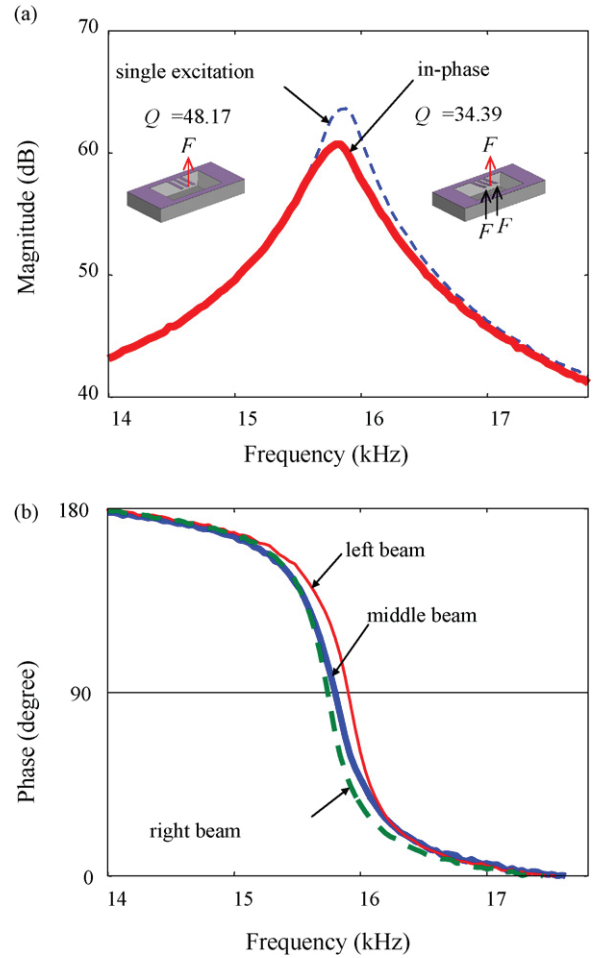 (a)
70
single excitation
in-phase
Q =48.17
Q =34.39
F
F
60
F F
Magnitude (dB)
50
40
14 15 16 17
Frequency (kHz)
(b)
180
left beam
middle beam
90
Phase (degree)
right beam
0
14 15 16 17
Frequency (kHz)